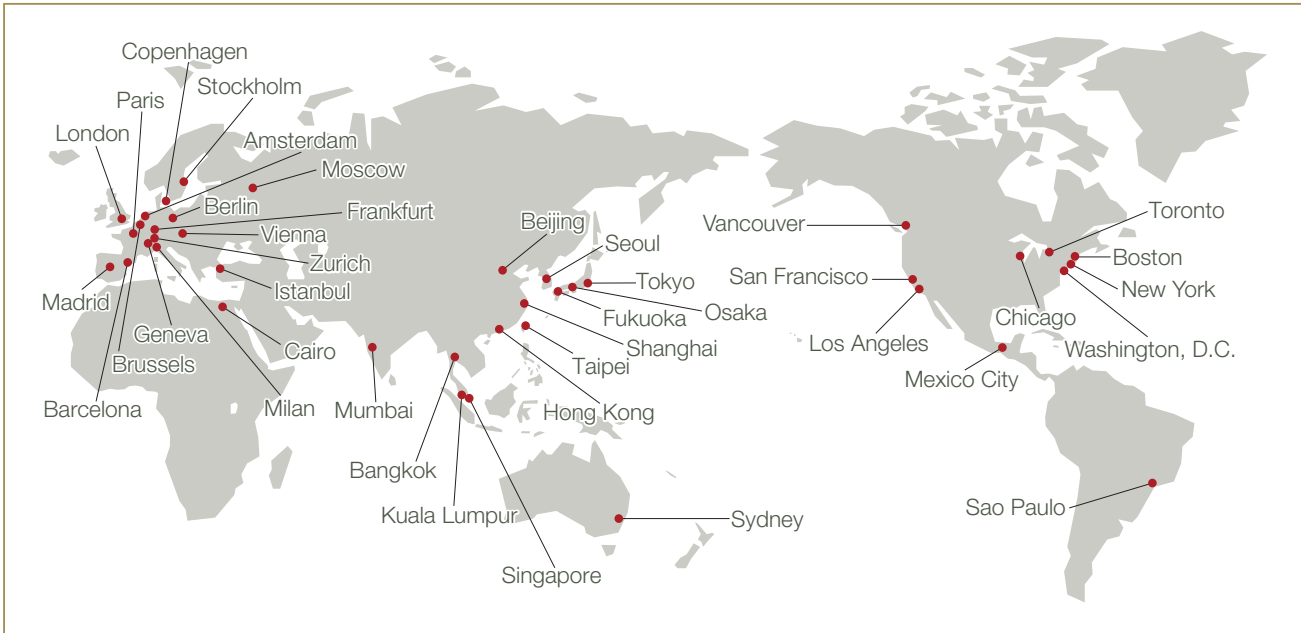 Copenhagen
Stockholm
Paris
London
Amsterdam
Moscow
Berlin
Frankfurt
Vienna
Zurich
Istanbul
Madrid
Geneva
Cairo
Brussels
Barcelona
Milan
Mumbai
Beijing
Seoul
Tokyo
Osaka
Fukuoka
Shanghai
Taipei
Hong Kong
Bangkok
Kuala Lumpur
Singapore
Sydney
Vancouver
San Francisco
Los Angeles
Toronto
Boston
New York
Chicago
Washington, D.C.
Mexico City
Sao Paulo